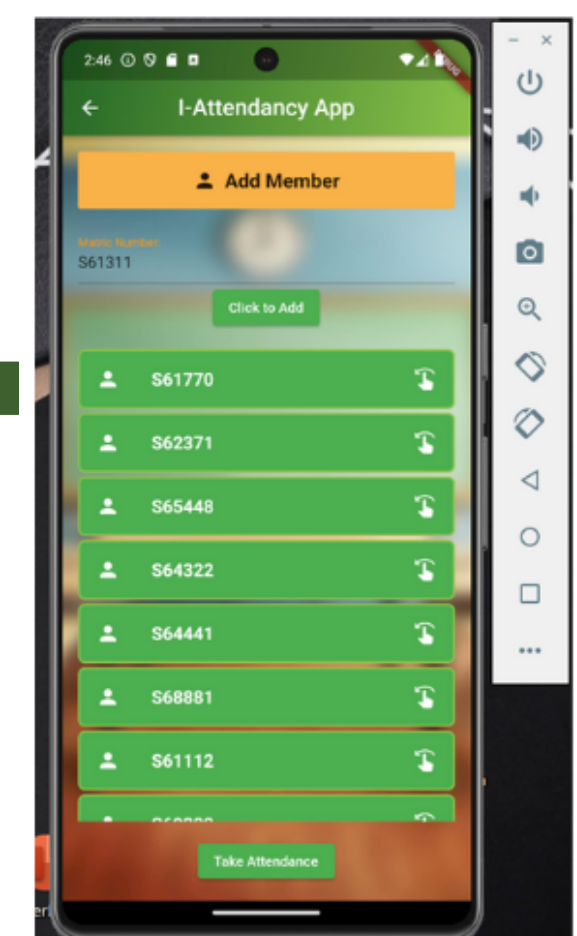 2:46
I-Attendancy App
Add Member
Matric Number:
S61311
Click to Add
S61770
S62371
S65448
S64322
S64441
S68881
S61112
Take Attendance